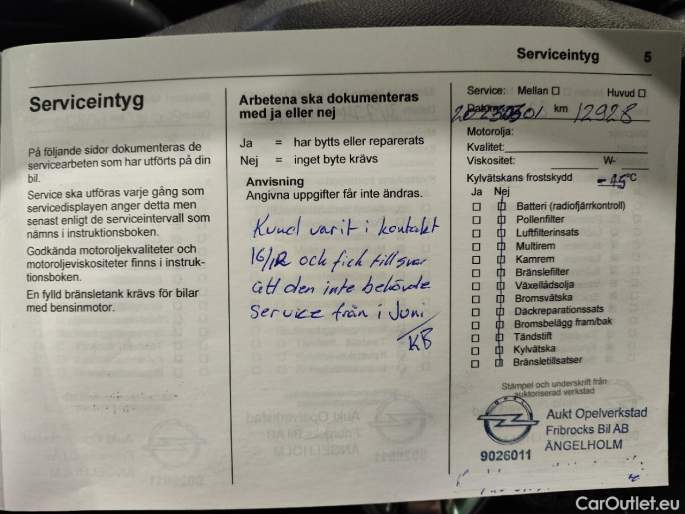 Serviceintyg 5
Serviceintyg
På följande sidor dokumenteras de
servicearbeten som har utförts på din
bil.
Service ska utföras varje gång som
servicedisplayen anger detta men
senast enligt de serviceintervall som
nämns i instruktionsboken.
Godkända motoroljekvaliteter och
motoroljeviskositeter finns i instruk-
tionsboken.
En fylld bränsletank krävs för bilar
med bensinmotor.
Arbetena ska dokumenteras
med ja eller nej
Ja = har bytts eller reparerats
Nej = inget byte krävs
Anvisning
Angivna uppgifter får inte ändras.
Kund varit i kontakt
16/12 och fick till svar
att den inte behövde
service från i Juni
/KB
Service: Mellan Huvud
Datum km 12928
Motorolja:
Kvalitet:
Viskositet: W-
Kylvätskans frostskydd -45°C
Ja Nej
Batteri (radiofjärrkontroll)
Pollenfilter
Luftfilterinsats
Multirem
Kamrem
Bränslefilter
Växellådsolja
Bromsvätska
Däckreparationssats
Bromsbelägg fram/bak
Tändstift
Kylvätska
Bränsletillsatser
Stämpel och underskrift från
auktoriserad verkstad
OPEL
Aukt Opelverkstad
Fribrocks Bil AB
ÄNGELHOLM
9026011
CarOutlet.eu